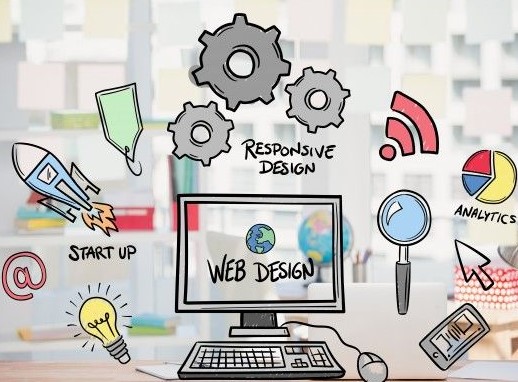 RESPONSIVE
DESIGN
ANALYTICS
START UP
@
WEB DESIGN